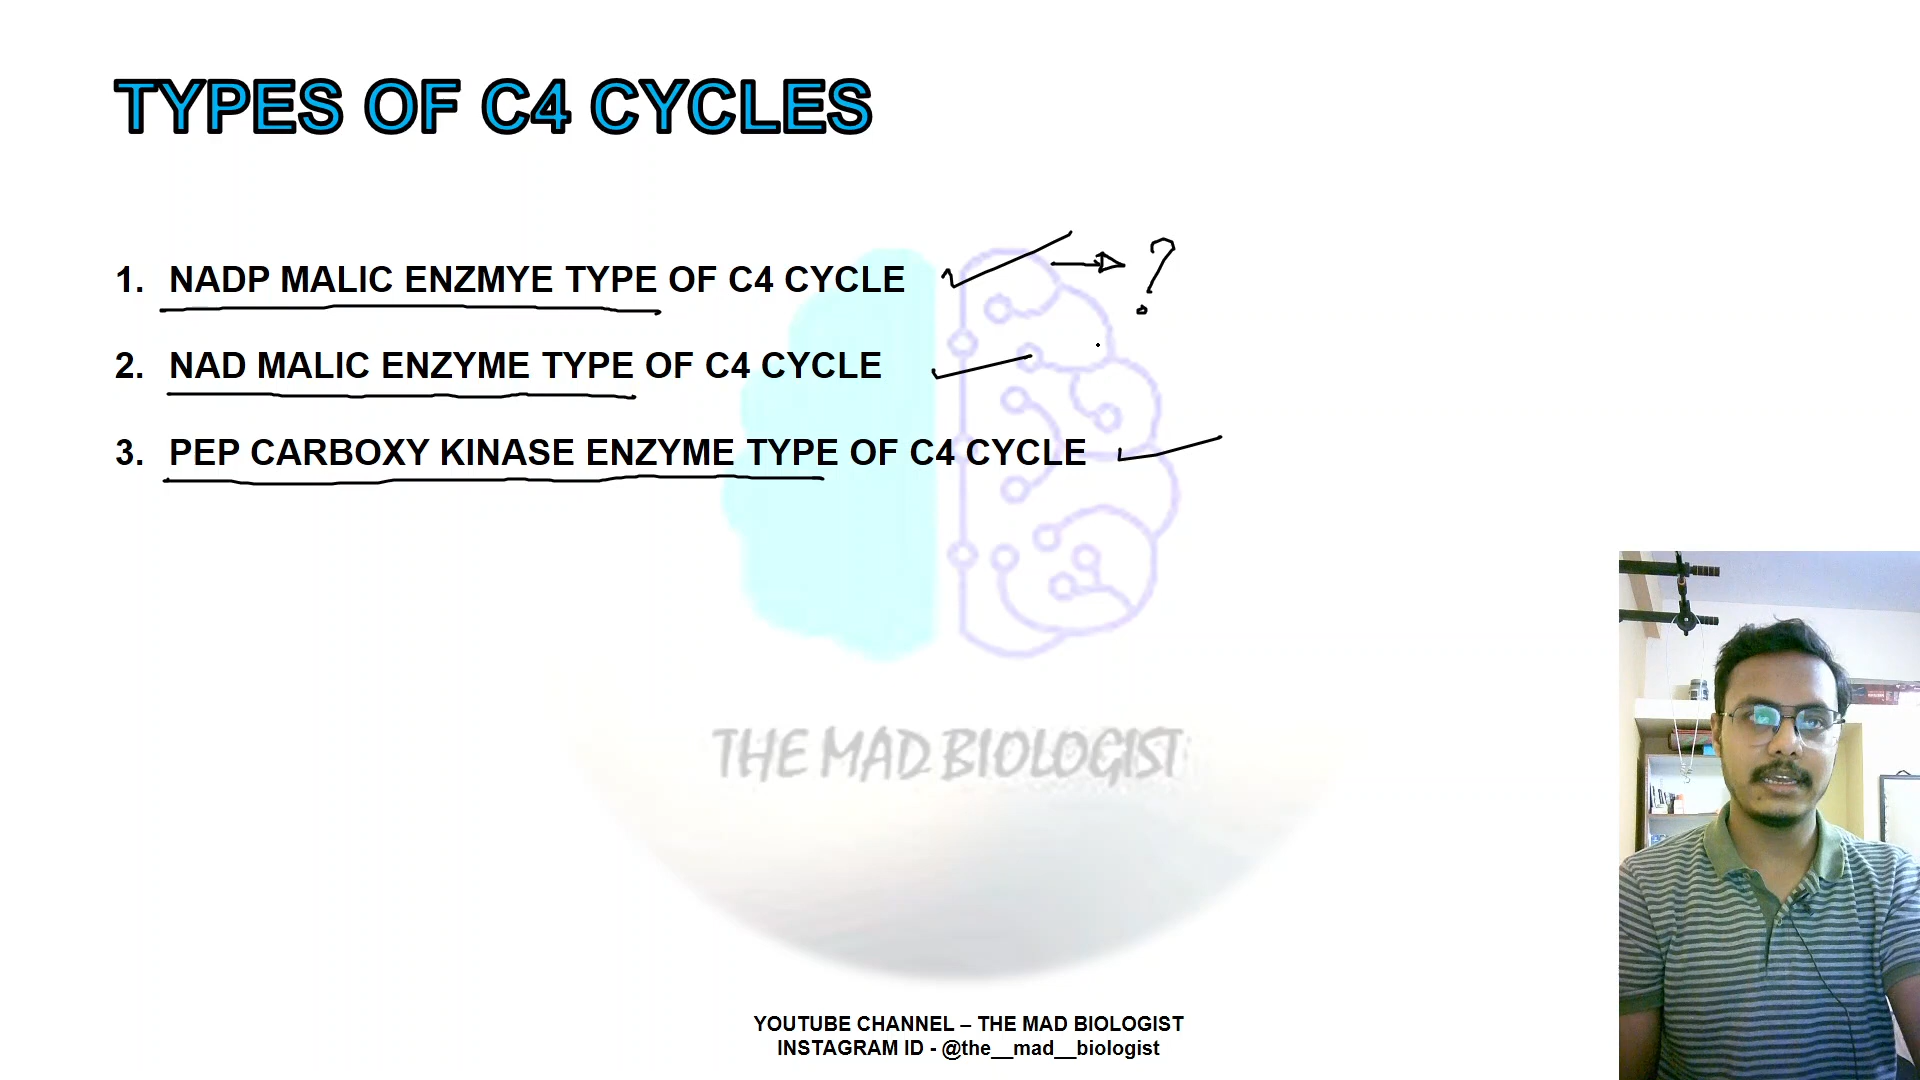 TYPES OF C4 CYCLES
1. NADP MALIC ENZMYE TYPE OF C4 CYCLE ?
2. NAD MALIC ENZYME TYPE OF C4 CYCLE
3. PEP CARBOXY KINASE ENZYME TYPE OF C4 CYCLE
THE MAD BIOLOGIST
YOUTUBE CHANNEL – THE MAD BIOLOGIST
INSTAGRAM ID - @the__mad__biologist